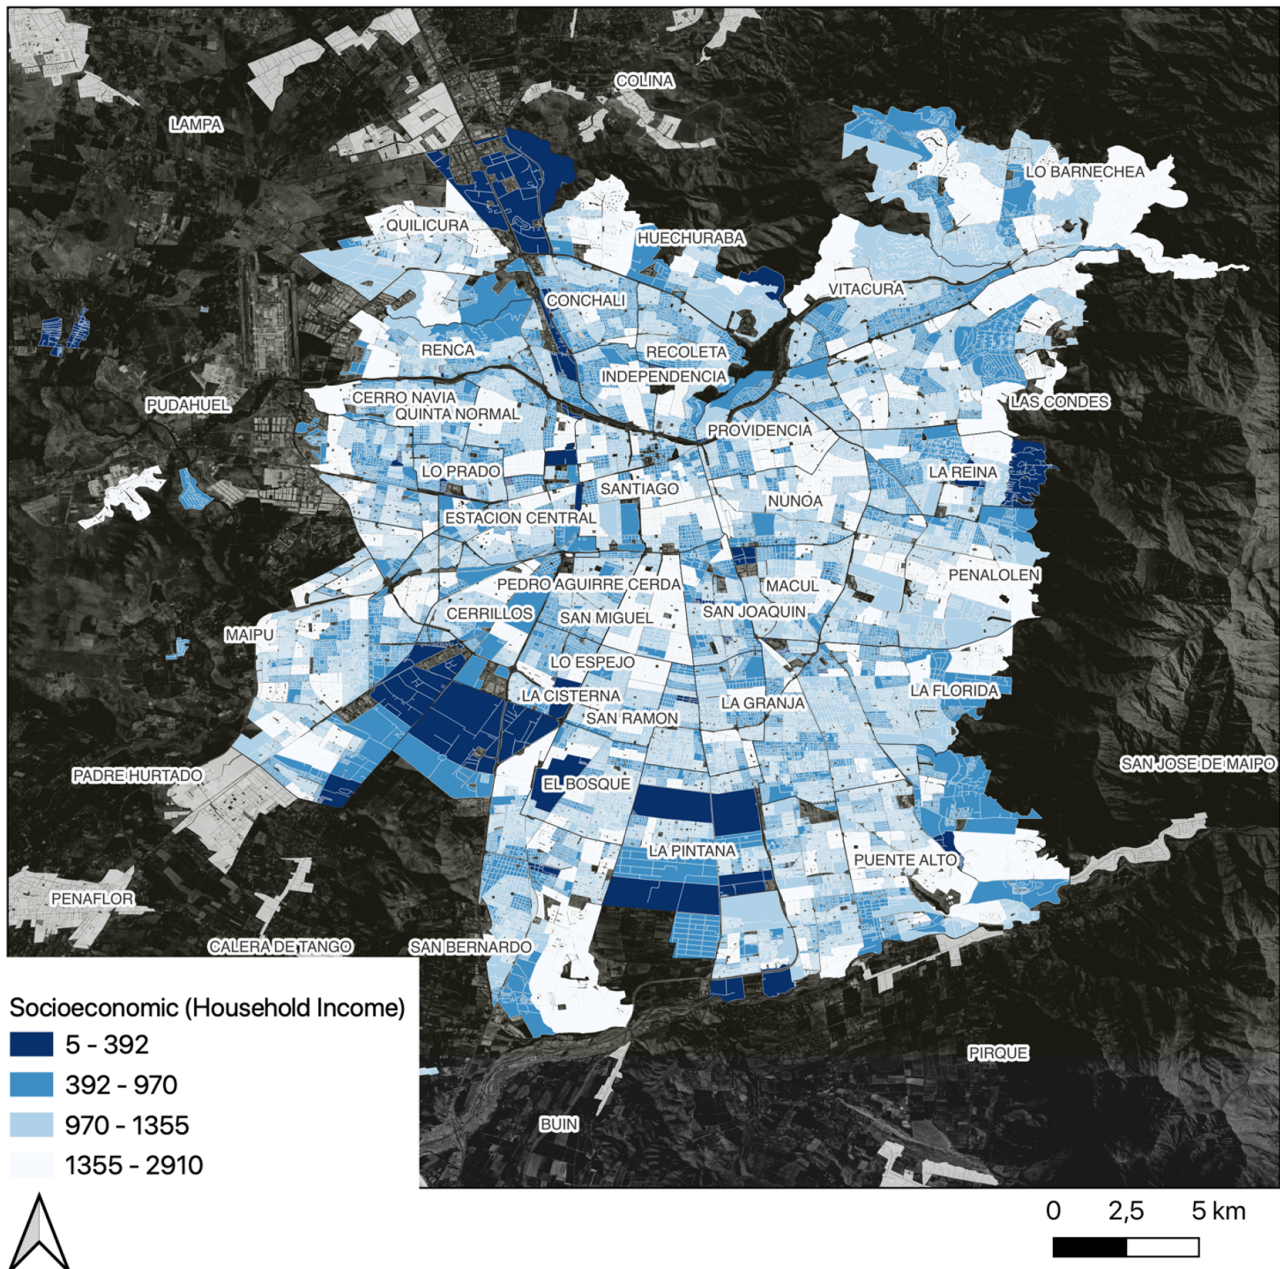 COLINA
LAMPA
LO BARNECHEA
QUILICURA
HUECHURABA
VITACURA
CONCHALI
RENCA
RECOLETA
INDEPENDENCIA
CERRO NAVIA
PUDAHUEL
QUINTA NORMAL
LAS CONDES
PROVIDENCIA
LO PRADO
LA REINA
SANTIAGO
NUNOA
ESTACION CENTRAL
PENALOLEN
PEDRO AGUIRRE CERDA
MACUL
CERRILLOS
SAN MIGUEL
SAN JOAQUIN
MAIPU
LO ESPEJO
LA CISTERNA
LA FLORIDA
LA GRANJA
SAN RAMON
SAN JOSE DE MAIPO
PADRE HURTADO
EL BOSQUE
LA PINTANA
PUENTE ALTO
PENAFLOR
CALERA DE TANGO
SAN BERNARDO
PIRQUE
BUIN
Socioeconomic (Household Income)
5 - 392
392 - 970
970 - 1355
1355 - 2910
0 2,5 5 km